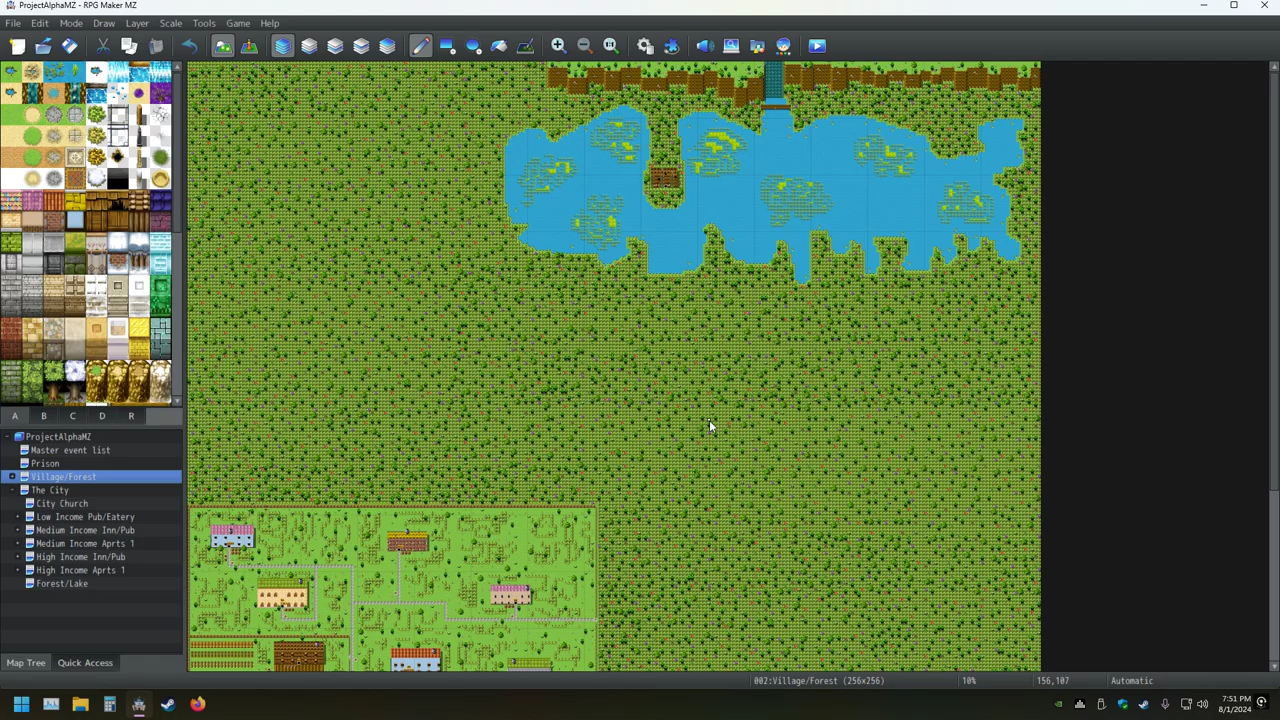 ProjectAlphaMZ - RPG Maker MZ
File Edit Mode Draw Layer Scale Tools Game Help
A B C D R
ProjectAlphaMZ
Master event list
Prison
Village/Forest
The City
City Church
Low Income Pub/Eatery
Medium Income Inn/Pub
Medium Income Aprts 1
High Income Inn/Pub
High Income Aprts 1
Forest/Lake
Map Tree Quick Access
002:Village/Forest (256x256) 10% 156,107 Automatic
7:51 PM
8/1/2024